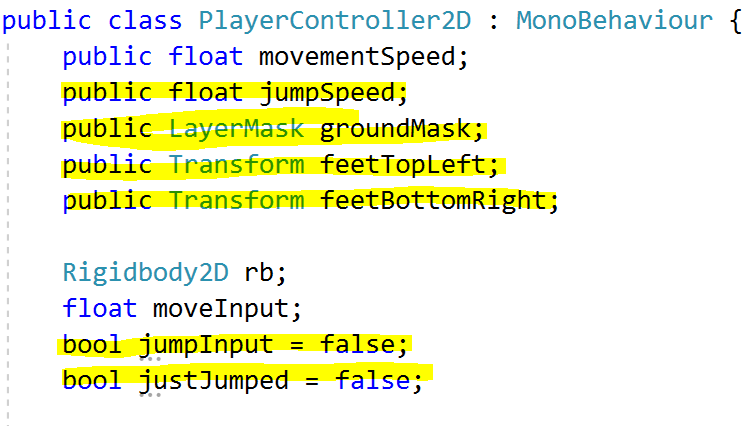 public class PlayerController2D : MonoBehaviour {
public float movementSpeed;
public float jumpSpeed;
public LayerMask groundMask;
public Transform feetTopLeft;
public Transform feetBottomRight;
Rigidbody2D rb;
float moveInput;
bool jumpInput = false;
bool justJumped = false;